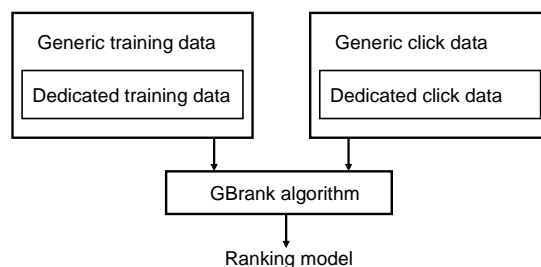 Generic training data
Dedicated training data
Generic click data
Dedicated click data
GBrank algorithm
Ranking model